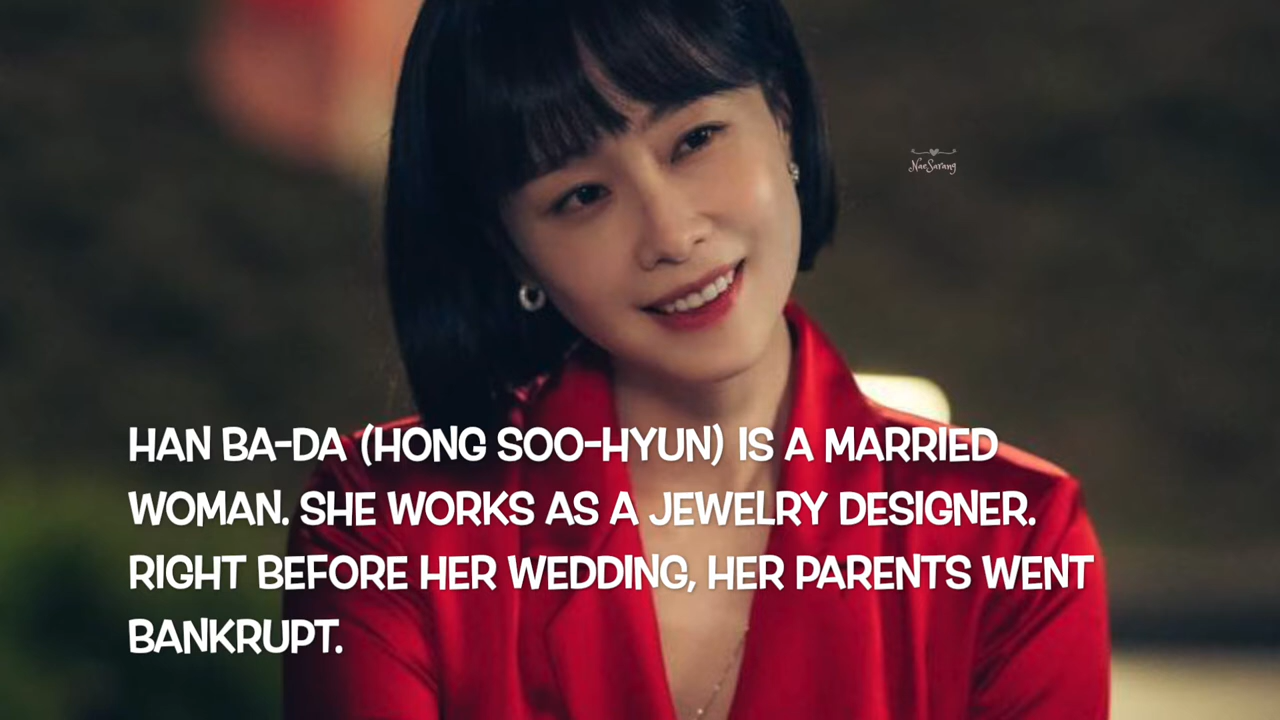 NaeSarang
HAN BA-DA (HONG SOO-HYUN) IS A MARRIED
WOMAN. SHE WORKS AS A JEWELRY DESIGNER.
RIGHT BEFORE HER WEDDING, HER PARENTS WENT
BANKRUPT.